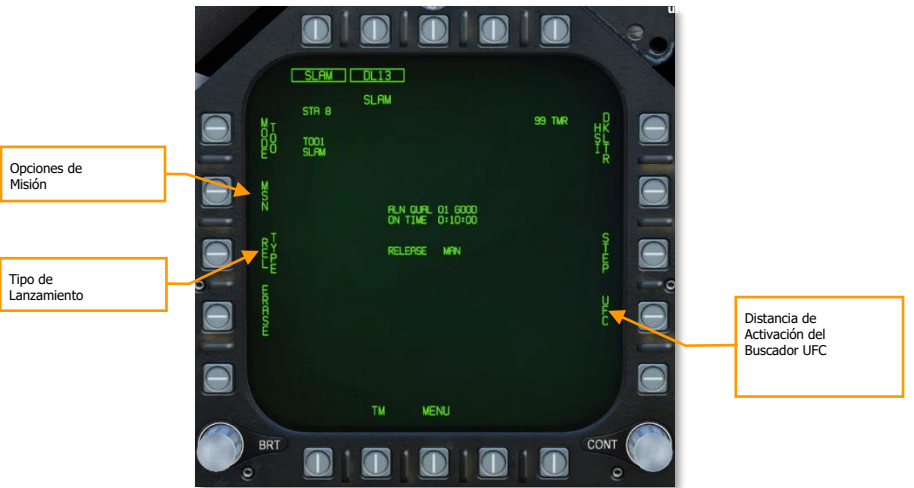 SLAM DL13
SLAM
STA 8
99 TMR
MODE
TOO
HSI
DKLTR
T001
SLAM
Opciones de
Misión
MSN
ALN QUAL 01 GOOD
ON TIME 0:10:00
REL
TYPE
RELEASE MAN
STEP
Tipo de
Lanzamiento
ERASE
UFC
Distancia de
Activación del
Buscador UFC
TM MENU
BRT
CONT